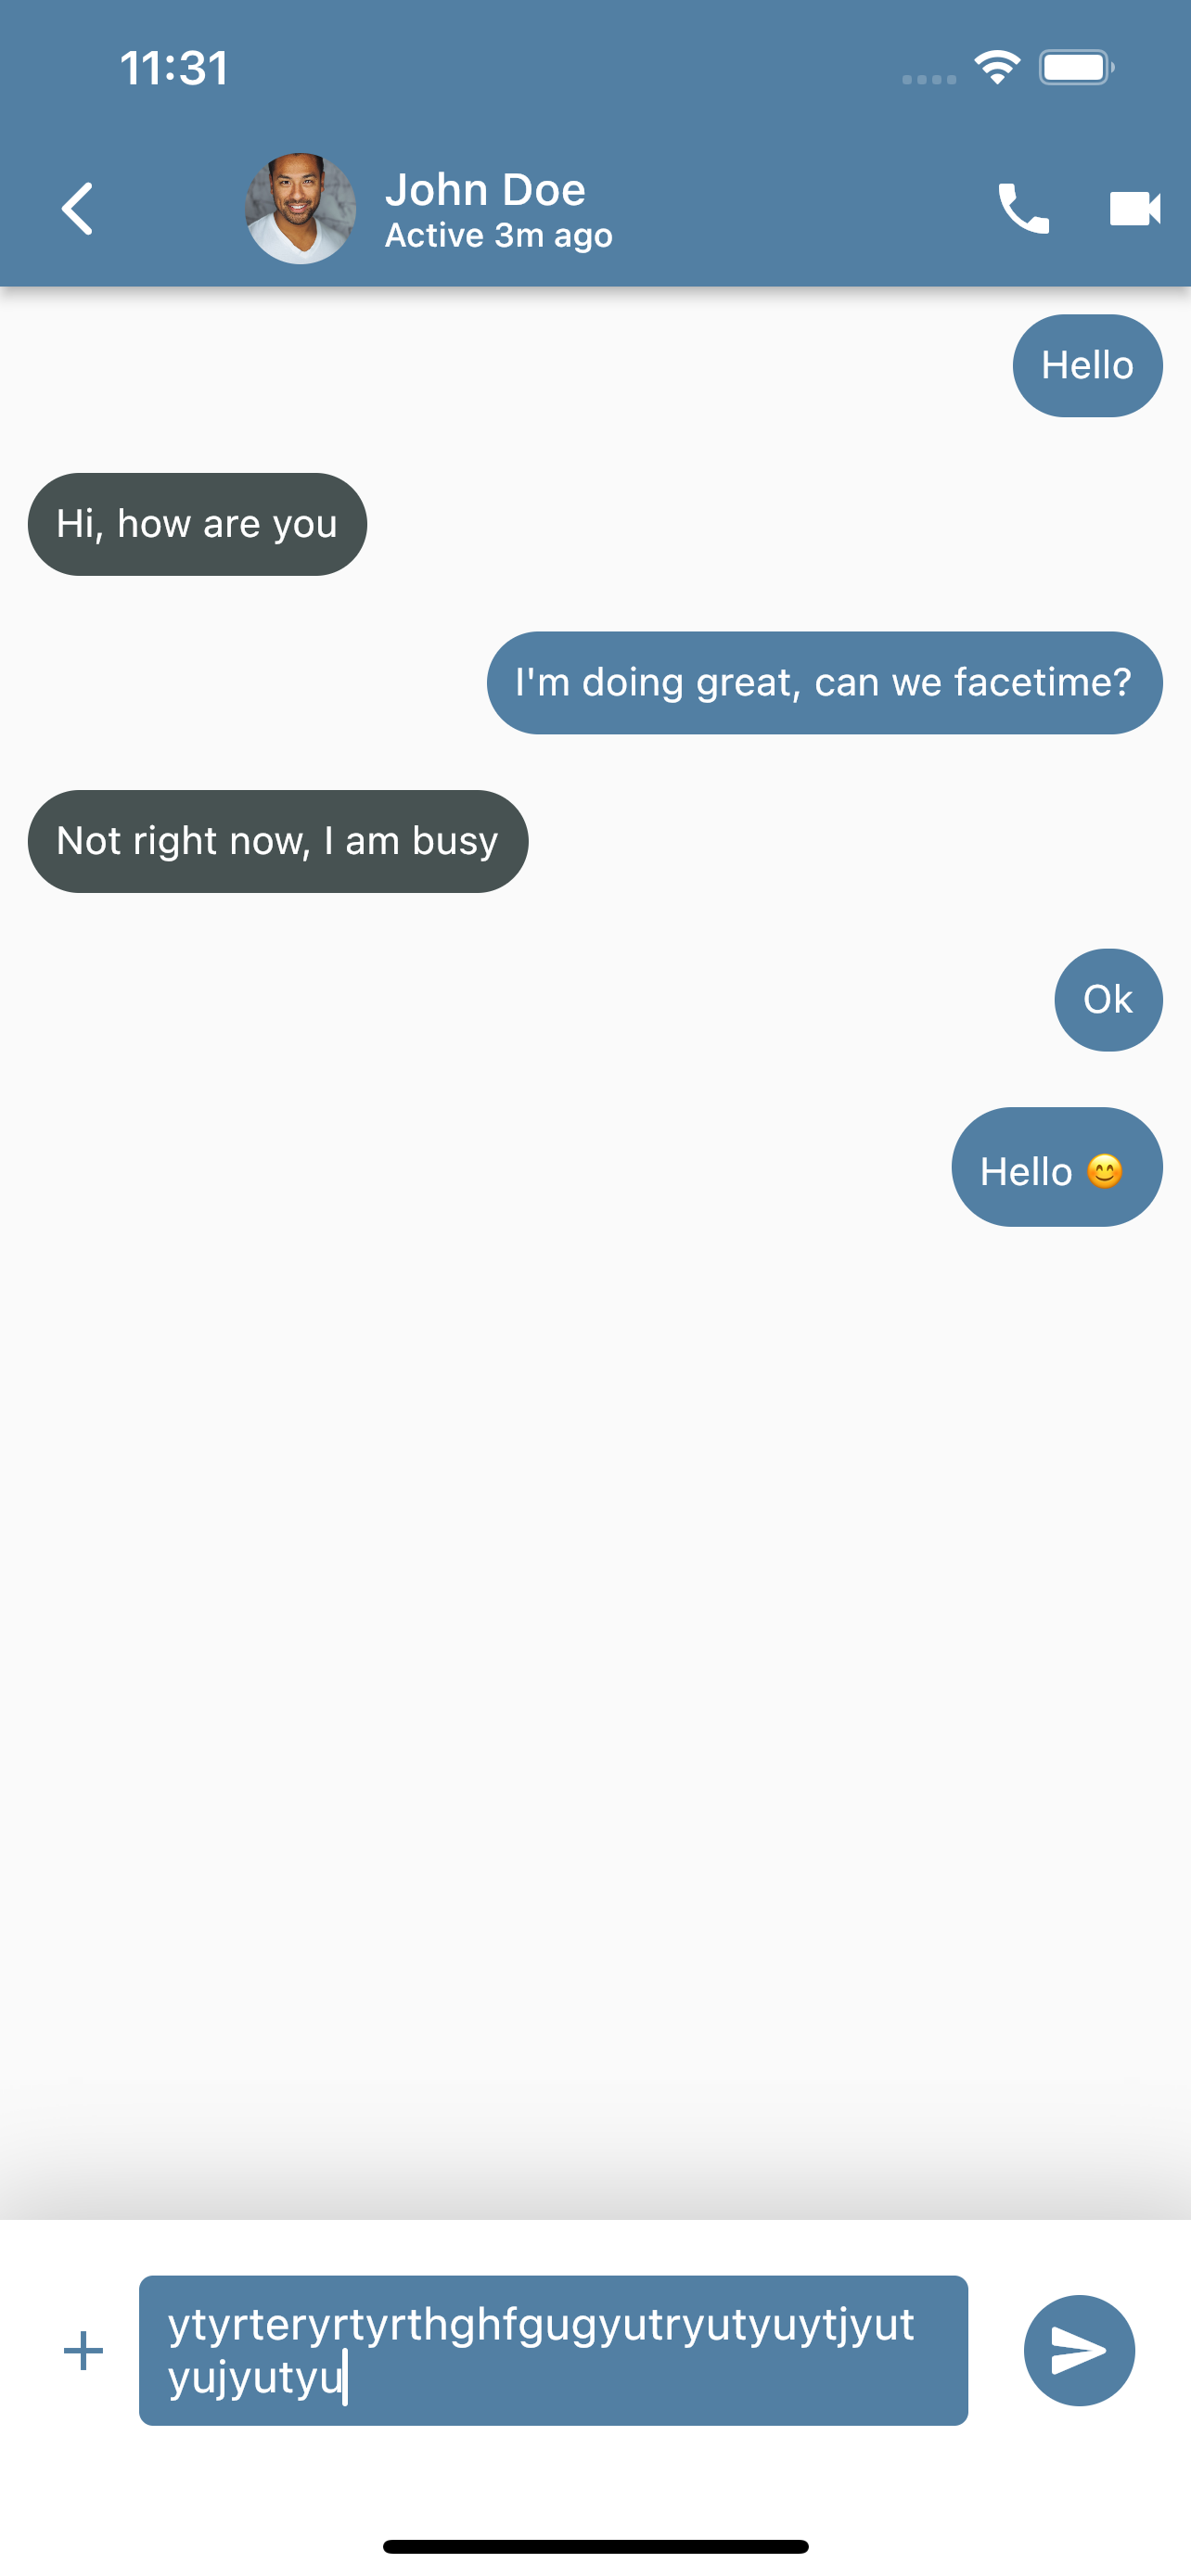 11:31
John Doe
Active 3m ago
Hello
Hi, how are you
I'm doing great, can we facetime?
Not right now, I am busy
Ok
Hello 😊
ytyrteryrtyrthghfgugyutryutyuytjyut
yujyutyu